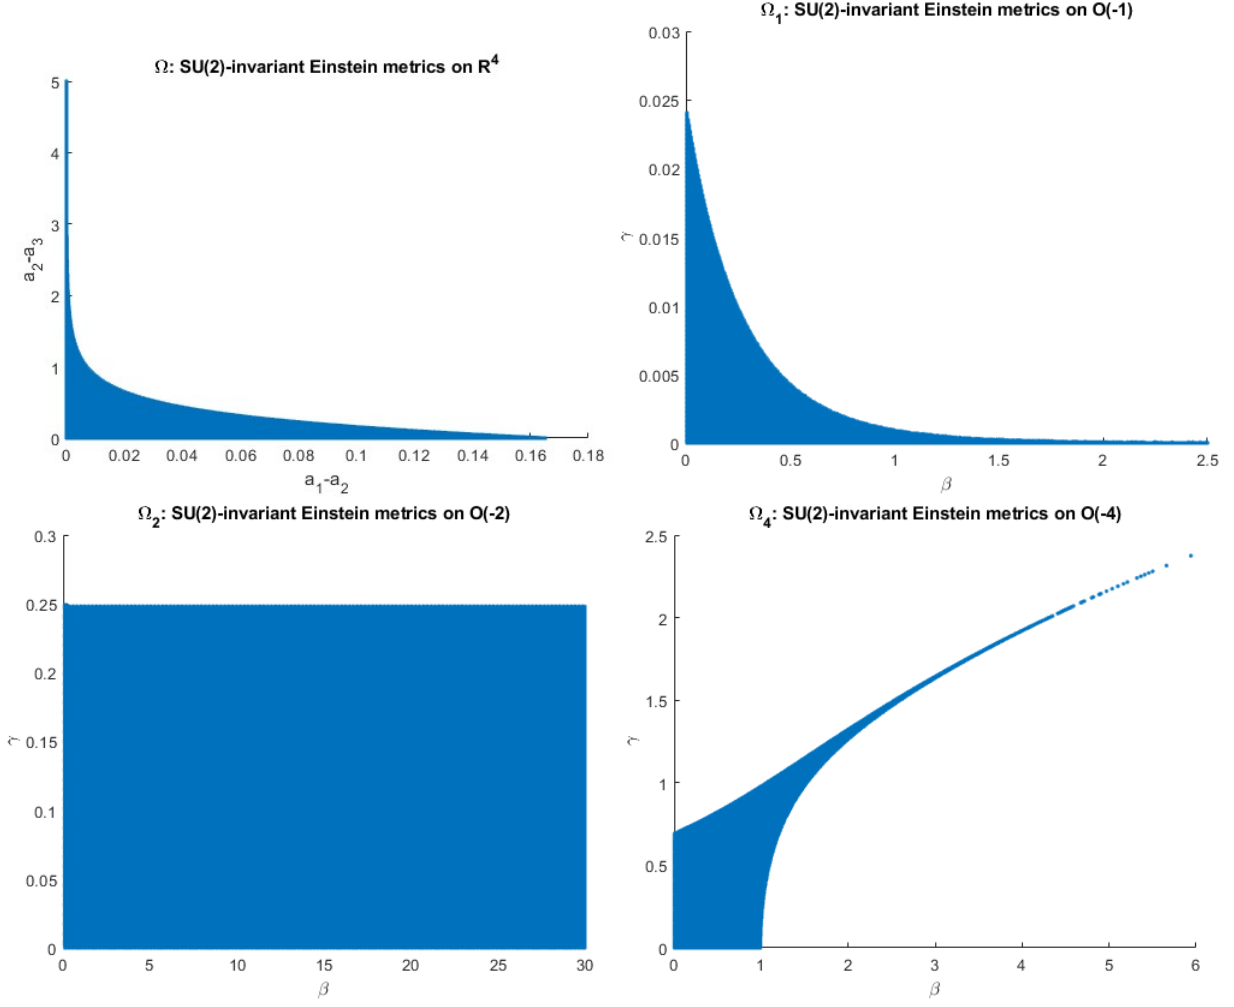 Ω: SU(2)-invariant Einstein metrics on R⁴
5
4
3
2
1
0
a₂-a₃
0 0.02 0.04 0.06 0.08 0.1 0.12 0.14 0.16 0.18
a₁-a₂
Ω₁: SU(2)-invariant Einstein metrics on O(-1)
0.03
0.025
0.02
0.015
0.01
0.005
0
γ
0 0.5 1 1.5 2 2.5
β
Ω₂: SU(2)-invariant Einstein metrics on O(-2)
0.3
0.25
0.2
0.15
0.1
0.05
0
γ
0 5 10 15 20 25 30
β
Ω₄: SU(2)-invariant Einstein metrics on O(-4)
2.5
2
1.5
1
0.5
0
γ
0 1 2 3 4 5 6
β